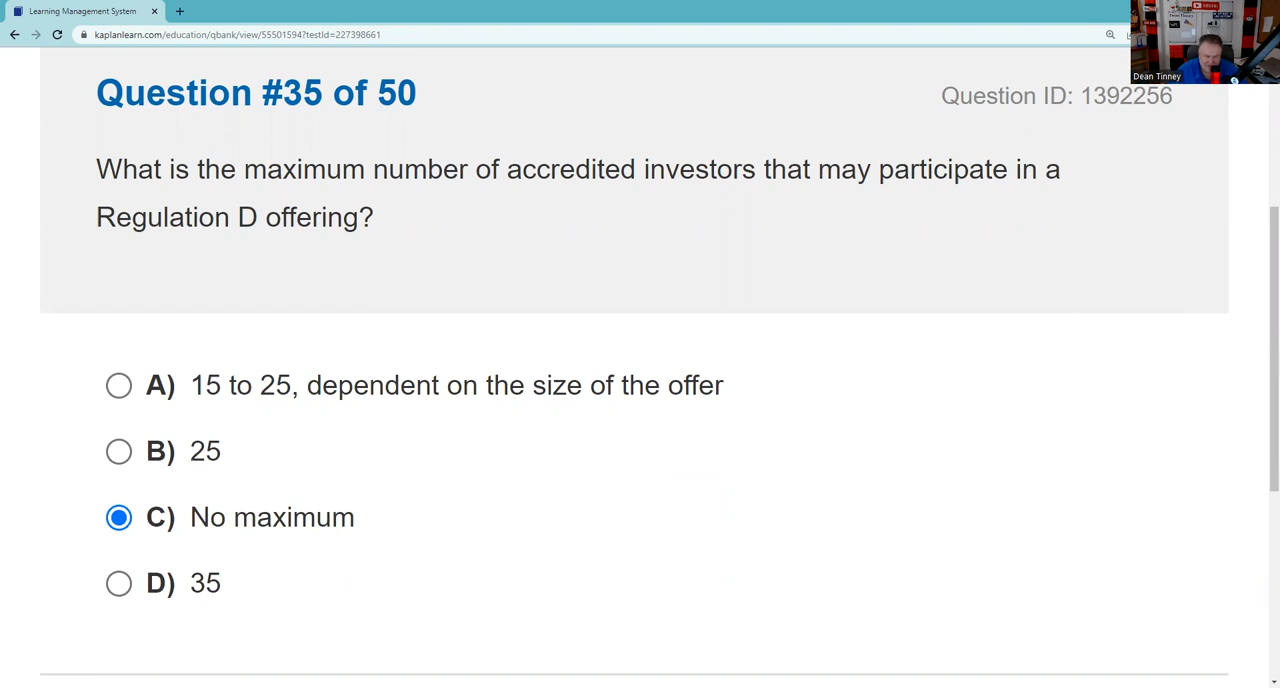 Learning Management System
kaplanlearn.com/education/qbank/view/55501594?testId=227398661
Dean Tinney
Question #35 of 50
Question ID: 1392256
What is the maximum number of accredited investors that may participate in a
Regulation D offering?
A) 15 to 25, dependent on the size of the offer
B) 25
C) No maximum
D) 35